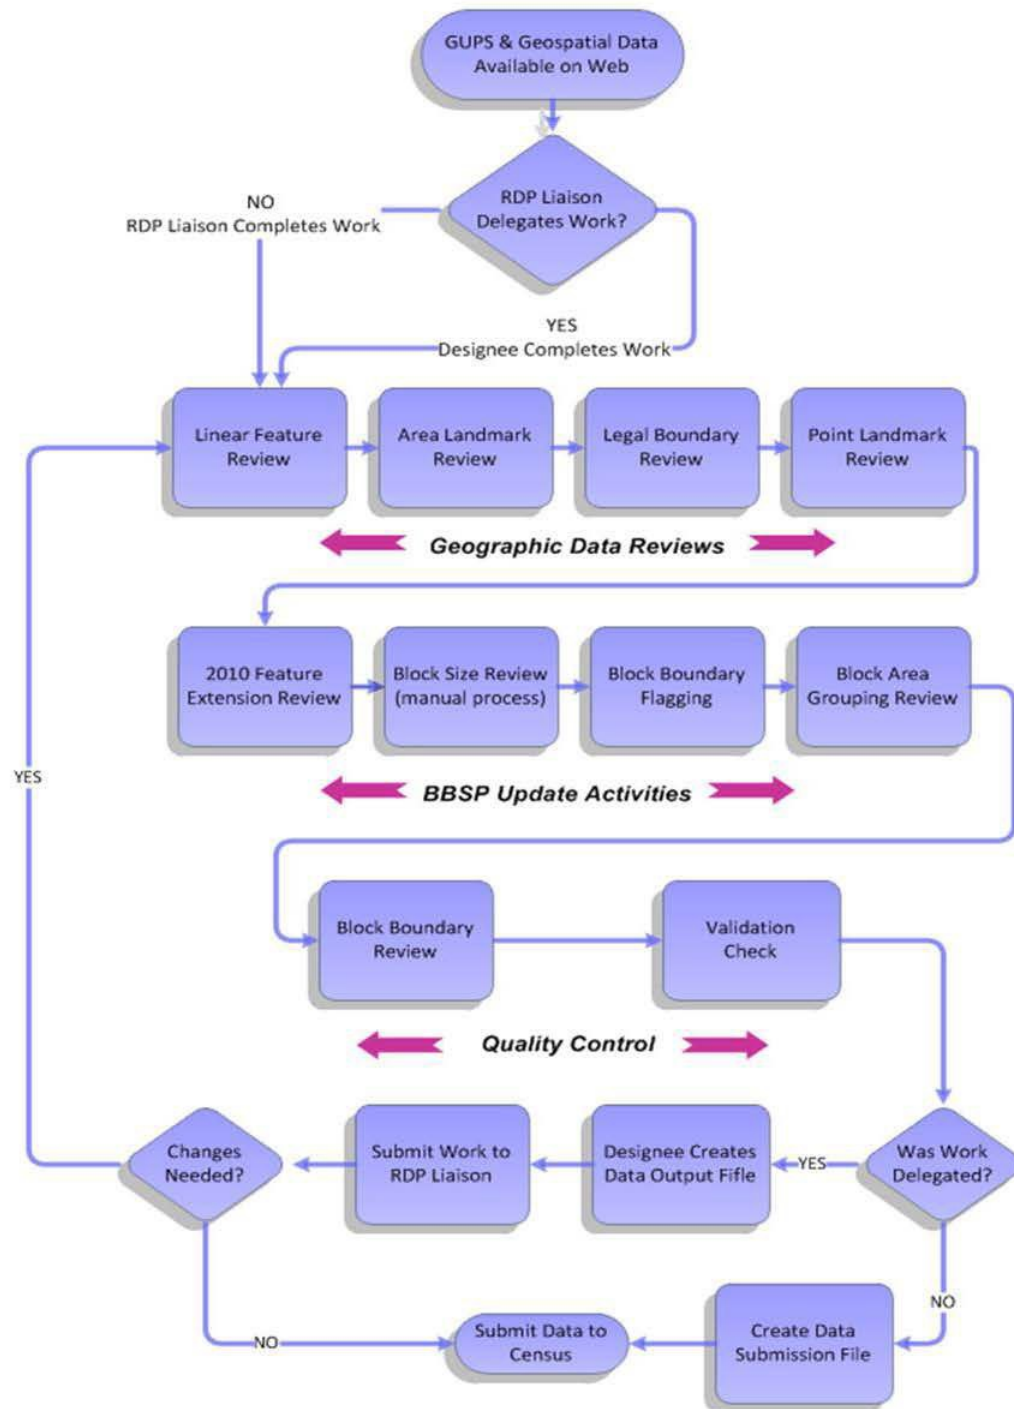 GUPS & Geospatial Data
Available on Web
RDP Liaison
Delegates Work?
NO
RDP Liaison Completes Work
YES
Designee Completes Work
Linear Feature
Review
Area Landmark
Review
Legal Boundary
Review
Point Landmark
Review
Geographic Data Reviews
2010 Feature
Extension Review
Block Size Review
(manual process)
Block Boundary
Flagging
Block Area
Grouping Review
YES
BBSP Update Activities
Block Boundary
Review
Validation
Check
Quality Control
Changes
Needed?
Submit Work to
RDP Liaison
Designee Creates
Data Output Fifle
YES
Was Work
Delegated?
NO
NO
Submit Data to
Census
Create Data
Submission File